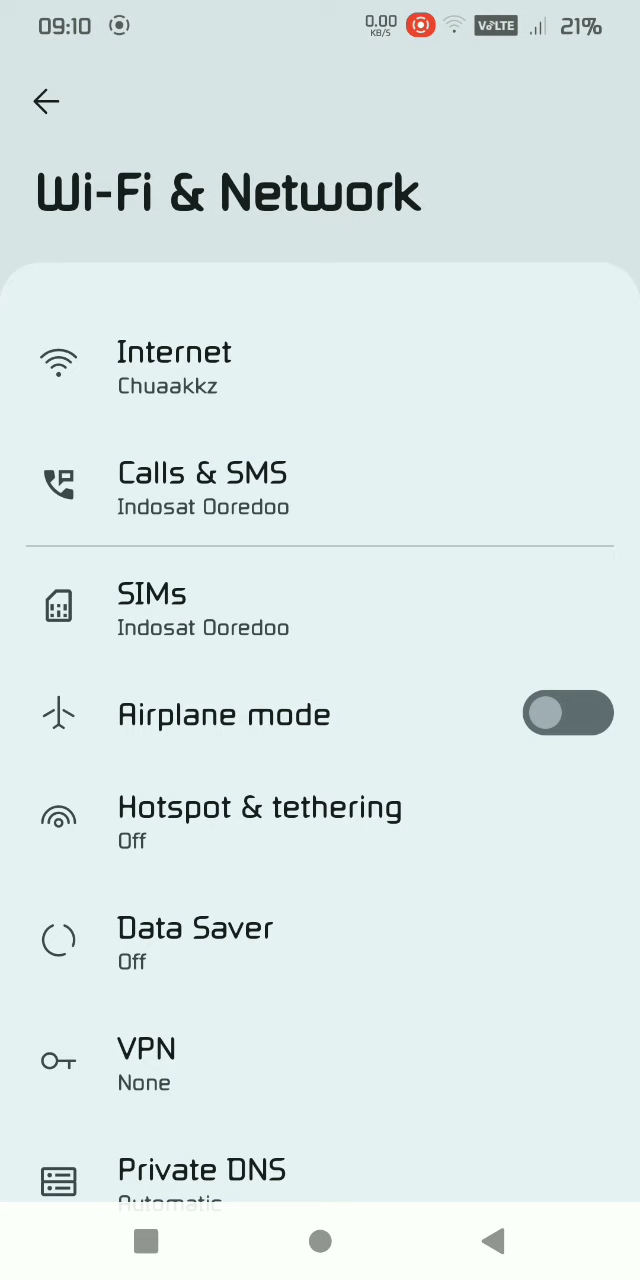 09:10 0.00 KB/S VoLTE 21%
Wi-Fi & Network
Internet
Chuaakkz
Calls & SMS
Indosat Ooredoo
SIMs
Indosat Ooredoo
Airplane mode
Hotspot & tethering
Off
Data Saver
Off
VPN
None
Private DNS
Automatic